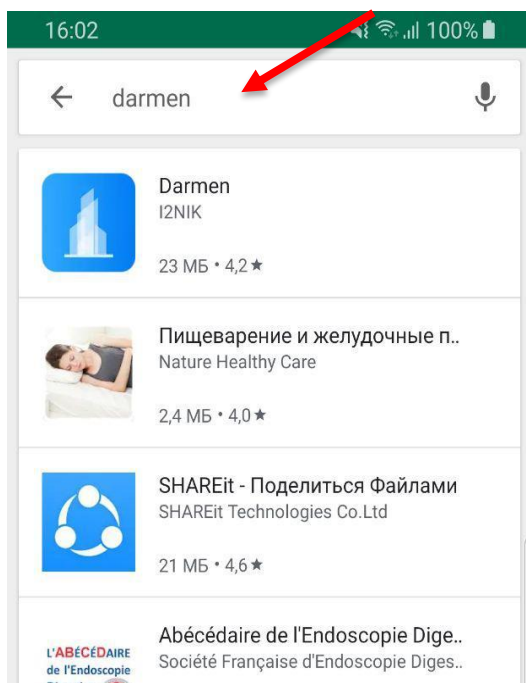 16:02 100%
darmen
Darmen
I2NIK
23 МБ • 4,2★
Пищеварение и желудочные п..
Nature Healthy Care
2,4 МБ • 4,0★
SHAREit - Поделиться Файлами
SHAREit Technologies Co.Ltd
21 МБ • 4,6★
Abécédaire de l'Endoscopie Dige..
Société Française d'Endoscopie Diges..
L'ABÉCÉDAIRE
de l'Endoscopie